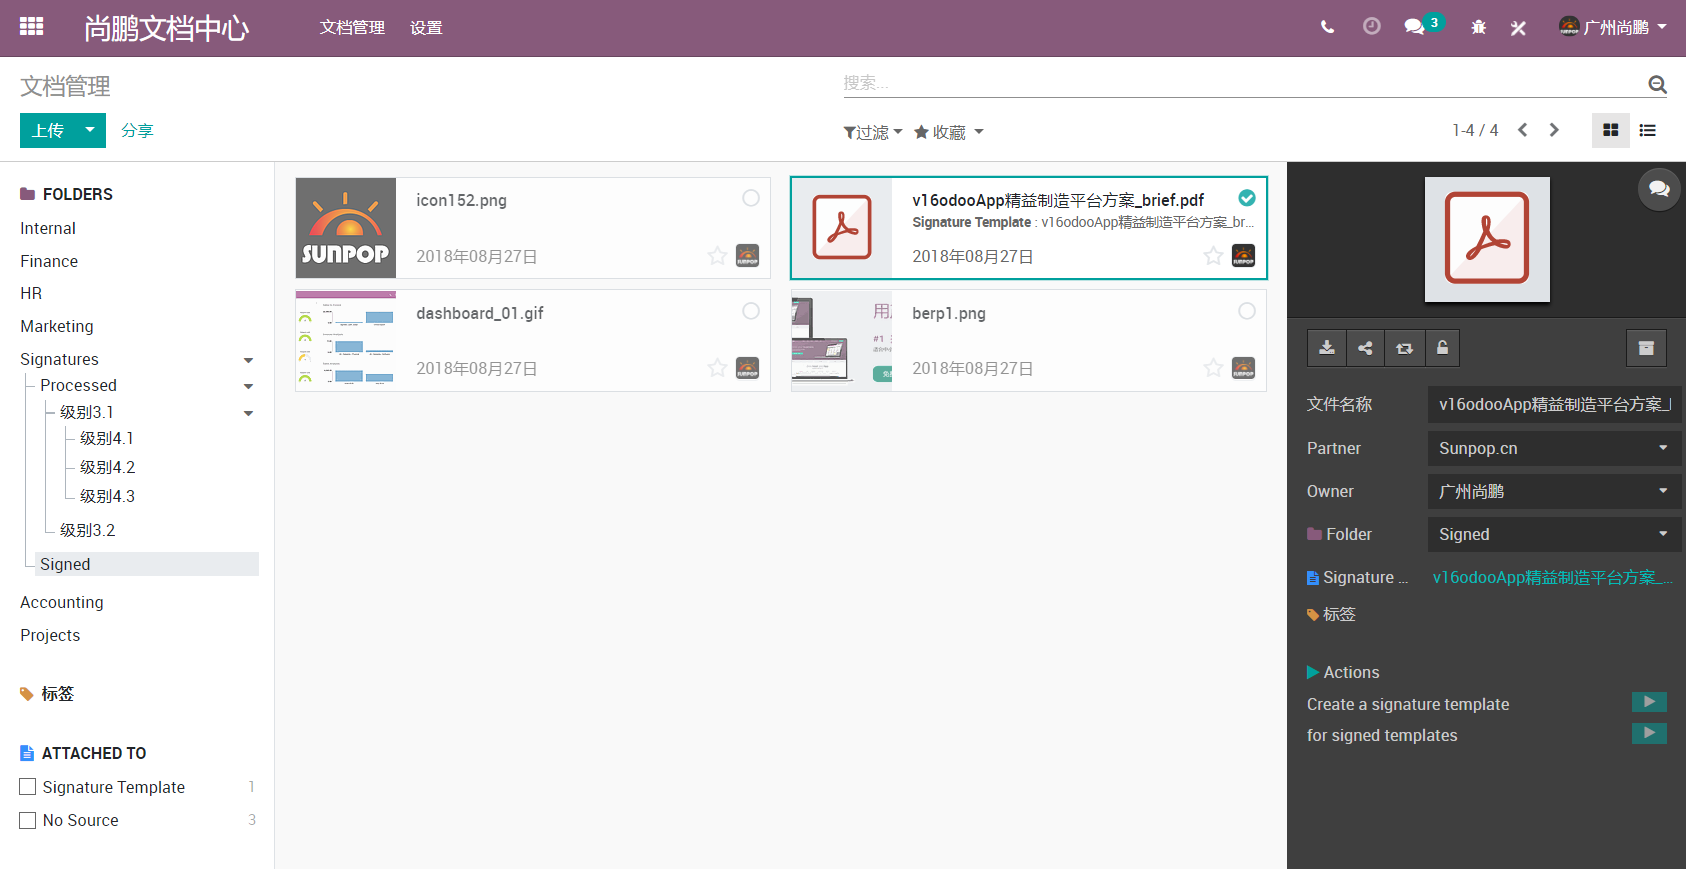 尚鹏文档中心
文档管理
设置
3
广州尚鹏
文档管理
搜索...
上传
分享
过滤
收藏
1-4 / 4
FOLDERS
Internal
Finance
HR
Marketing
Signatures
Processed
级别3.1
级别4.1
级别4.2
级别4.3
级别3.2
Signed
Accounting
Projects
标签
ATTACHED TO
Signature Template 1
No Source 3
SUNPOP
icon152.png
2018年08月27日
v16odooApp精益制造平台方案_brief.pdf
Signature Template : v16odooApp精益制造平台方案_br...
2018年08月27日
dashboard_01.gif
2018年08月27日
用
#1
berp1.png
2018年08月27日
文件名称 v16odooApp精益制造平台方案_
Partner Sunpop.cn
Owner 广州尚鹏
Folder Signed
Signature ... v16odooApp精益制造平台方案_...
标签
Actions
Create a signature template
for signed templates